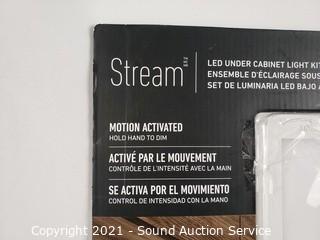 Stream
LED UNDER CABINET LIGHT KIT
ENSEMBLE D'ÉCLAIRAGE SOUS
SET DE LUMINARIA LED BAJO
MOTION ACTIVATED
HOLD HAND TO DIM
ACTIVÉ PAR LE MOUVEMENT
CONTRÔLE DE L'INTENSITÉ AVEC LA MAIN
SE ACTIVA POR EL MOVIMIENTO
CONTROL DE INTENSIDAD CON LA MANO
Copyright 2021 - Sound Auction Service